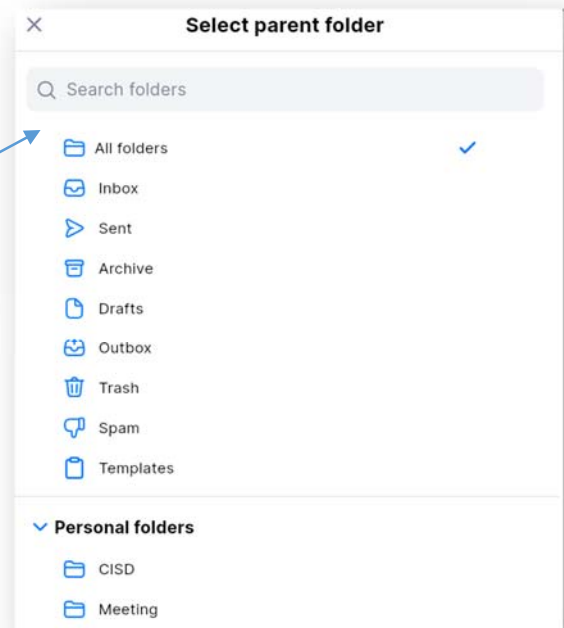 Select parent folder
Search folders
All folders
Inbox
Sent
Archive
Drafts
Outbox
Trash
Spam
Templates
Personal folders
CISD
Meeting